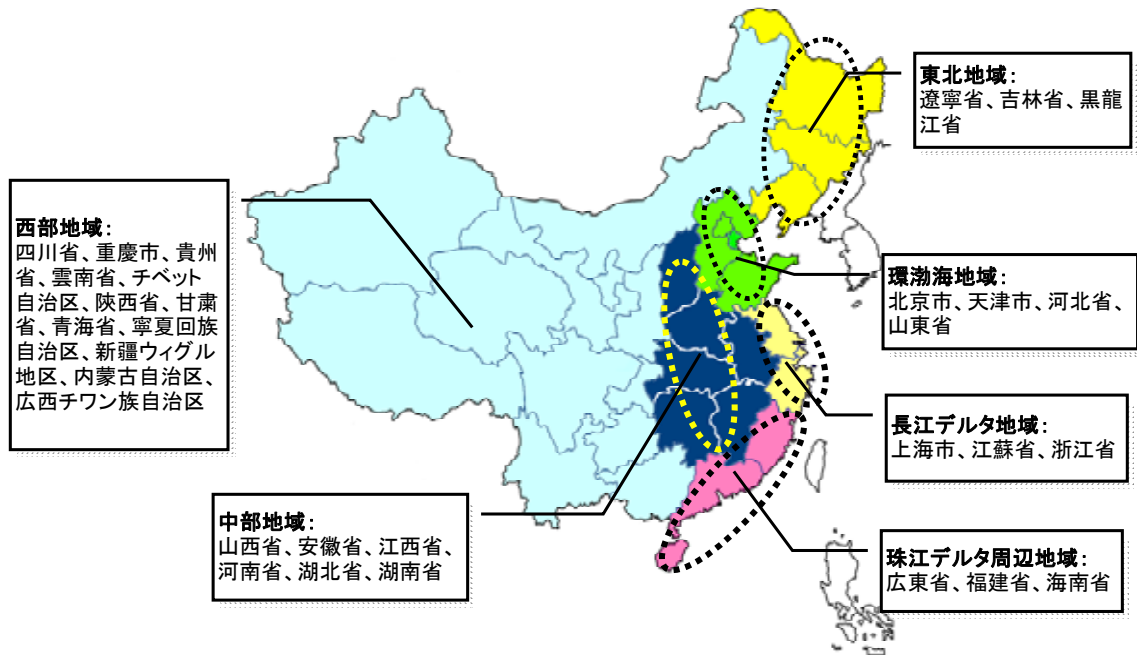 東北地域：
遼寧省、吉林省、黒龍
江省
西部地域：
四川省、重慶市、貴州
省、雲南省、チベット
自治区、陝西省、甘粛
省、青海省、寧夏回族
自治区、新疆ウィグル
地区、内蒙古自治区、
広西チワン族自治区
環渤海地域：
北京市、天津市、河北省、
山東省
長江デルタ地域：
上海市、江蘇省、浙江省
中部地域：
山西省、安徽省、江西省、
河南省、湖北省、湖南省
珠江デルタ周辺地域：
広東省、福建省、海南省